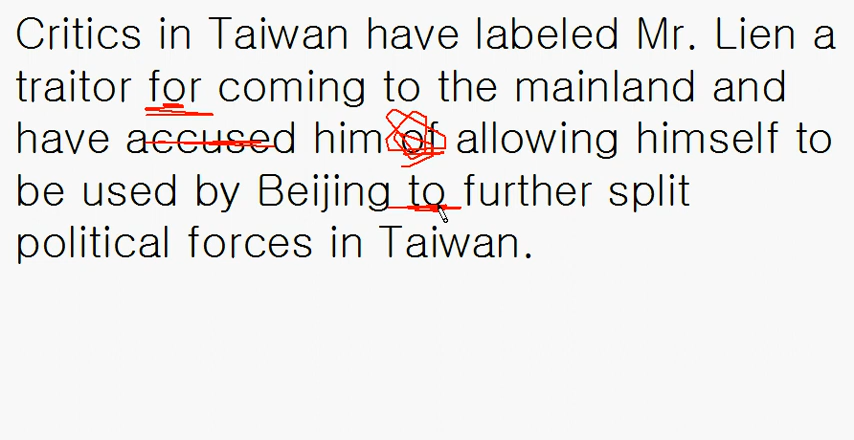 Critics in Taiwan have labeled Mr. Lien a
traitor for coming to the mainland and
have accused him of allowing himself to
be used by Beijing to further split
political forces in Taiwan.